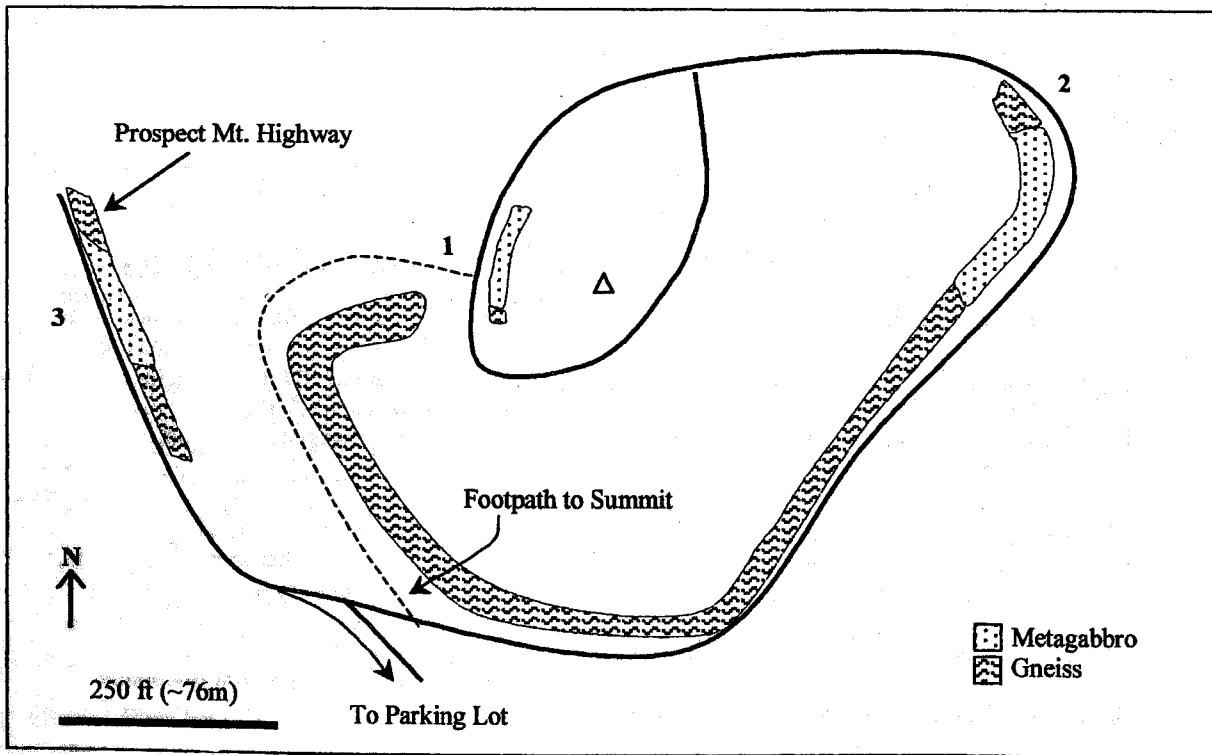 2
Prospect Mt. Highway
1
3
Footpath to Summit
N
Metagabbro
Gneiss
250 ft (~76m)
To Parking Lot